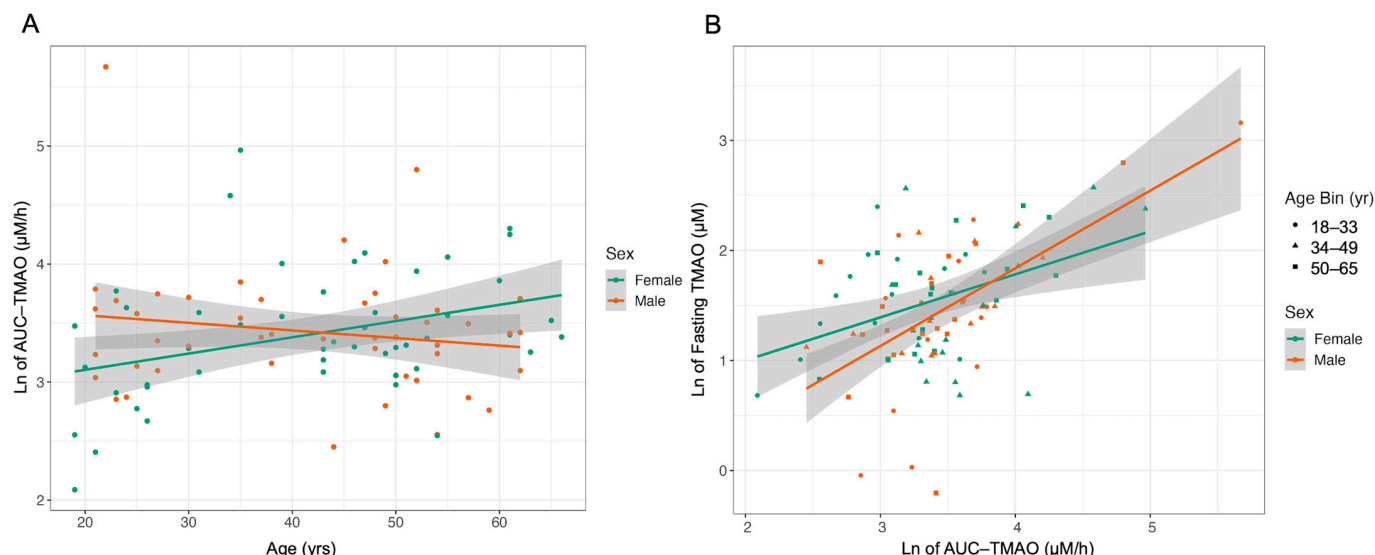 A
Ln of AUC–TMAO (µM/h)
5
4
3
2
20
30
40
50
60
Age (yrs)
Sex
Female
Male
B
Ln of Fasting TMAO (µM)
3
2
1
0
2
3
4
5
Ln of AUC–TMAO (µM/h)
Age Bin (yr)
18–33
34–49
50–65
Sex
Female
Male